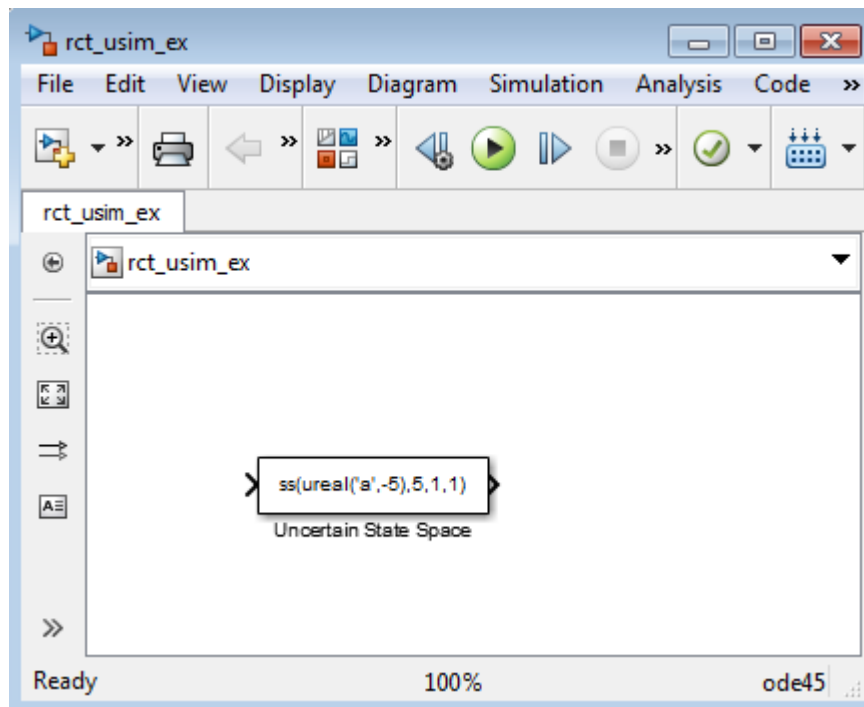 rct_usim_ex
File Edit View Display Diagram Simulation Analysis Code »
rct_usim_ex
rct_usim_ex
ss(ureal('a',-5),5,1,1)
Uncertain State Space
Ready 100% ode45